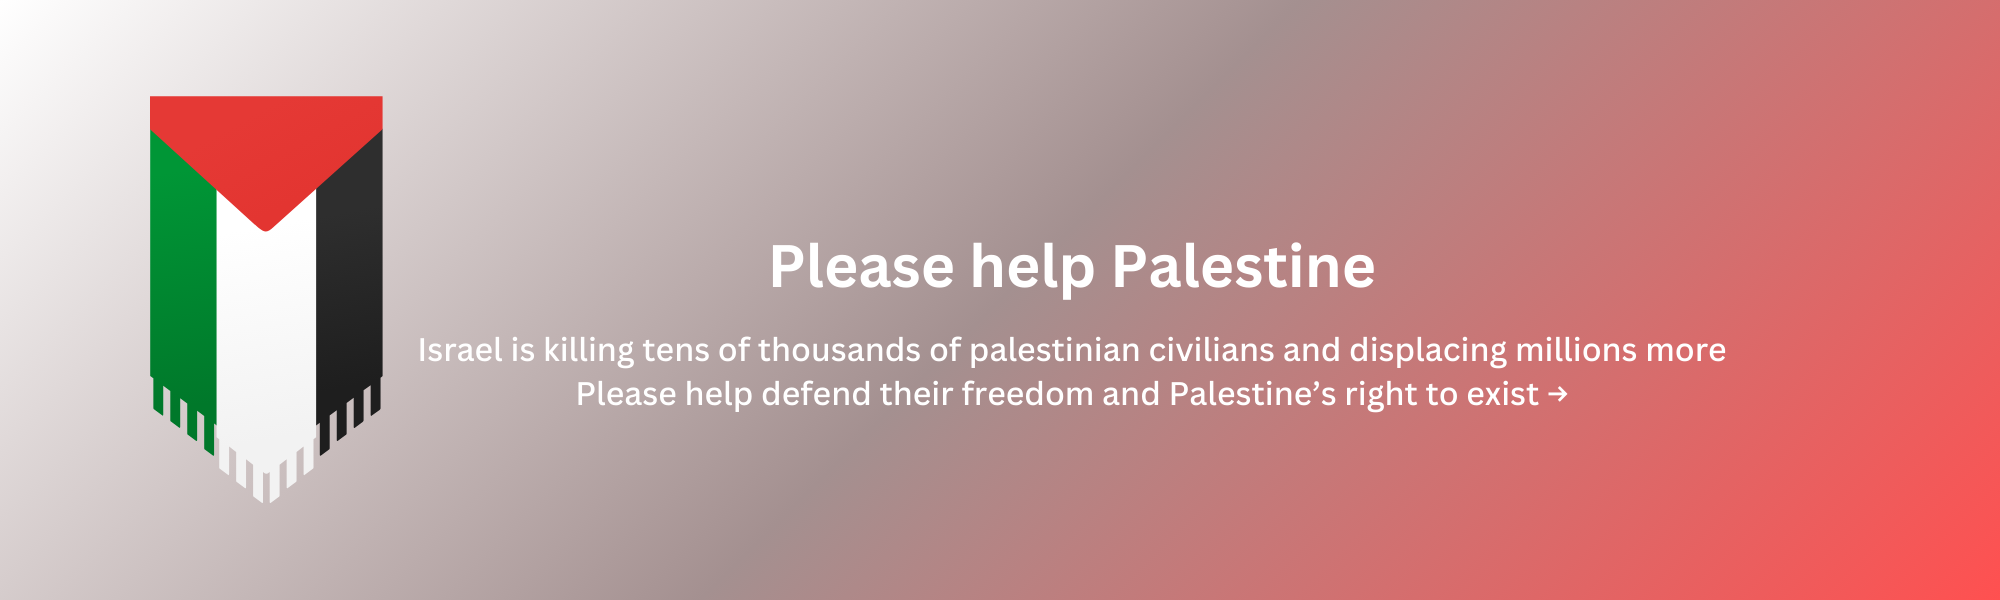 Please help Palestine
Israel is killing tens of thousands of palestinian civilians and displacing millions more
Please help defend their freedom and Palestine’s right to exist →